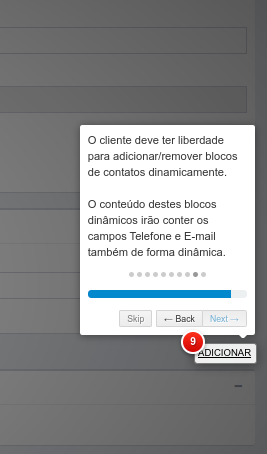 O cliente deve ter liberdade
para adicionar/remover blocos
de contatos dinamicamente.
O conteúdo destes blocos
dinâmicos irão conter os
campos Telefone e E-mail
também de forma dinâmica.
Skip ← Back Next →
9
ADICIONAR